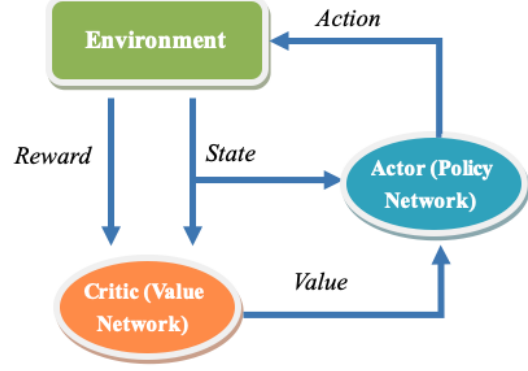 Action
Environment
Reward
State
Actor (Policy
Network)
Critic (Value
Network)
Value